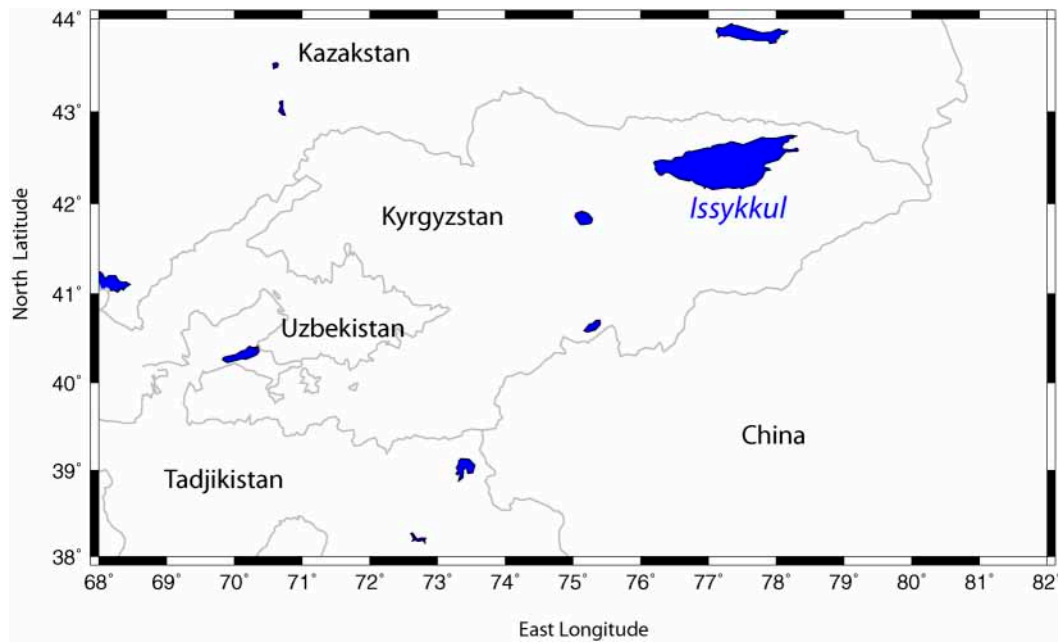 44˚
Kazakstan
43˚
42˚
Kyrgyzstan
Issykkul
North Latitude
41˚
Uzbekistan
40˚
China
39˚
Tadjikistan
38˚
68˚ 69˚ 70˚ 71˚ 72˚ 73˚ 74˚ 75˚ 76˚ 77˚ 78˚ 79˚ 80˚ 81˚ 82˚
East Longitude